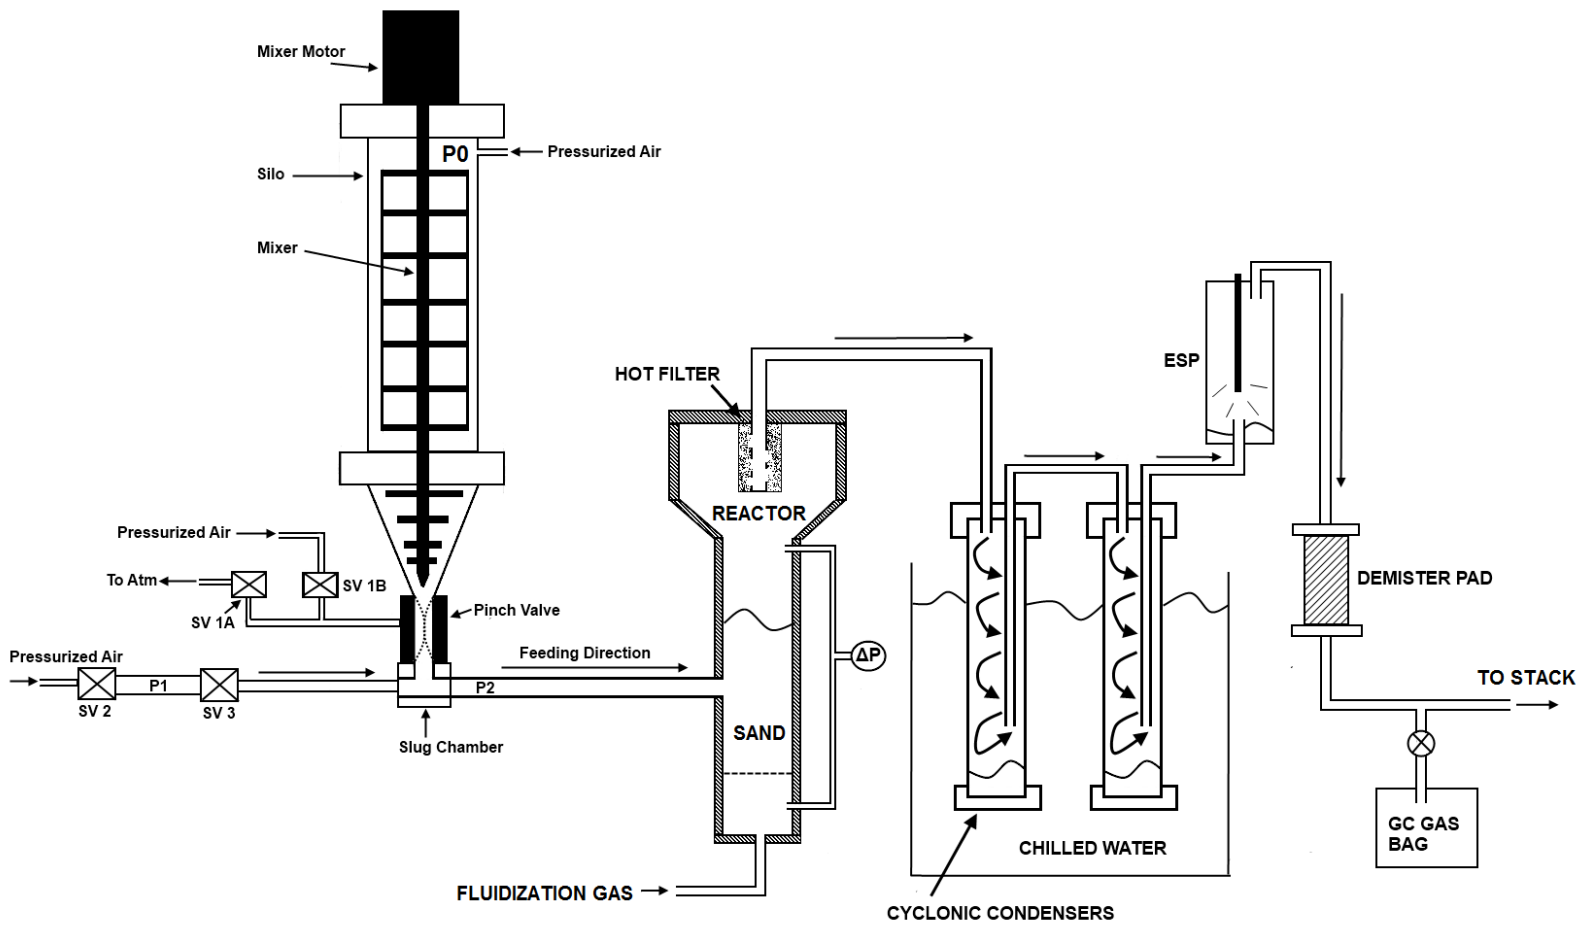 Mixer Motor
P0
Pressurized Air
Silo
Mixer
ESP
HOT FILTER
REACTOR
Pressurized Air
To Atm
SV 1B
SV 1A
Pinch Valve
DEMISTER PAD
Pressurized Air
Feeding Direction
ΔP
P1
P2
SV 2
SV 3
TO STACK
SAND
Slug Chamber
GC GAS
BAG
CHILLED WATER
FLUIDIZATION GAS
CYCLONIC CONDENSERS